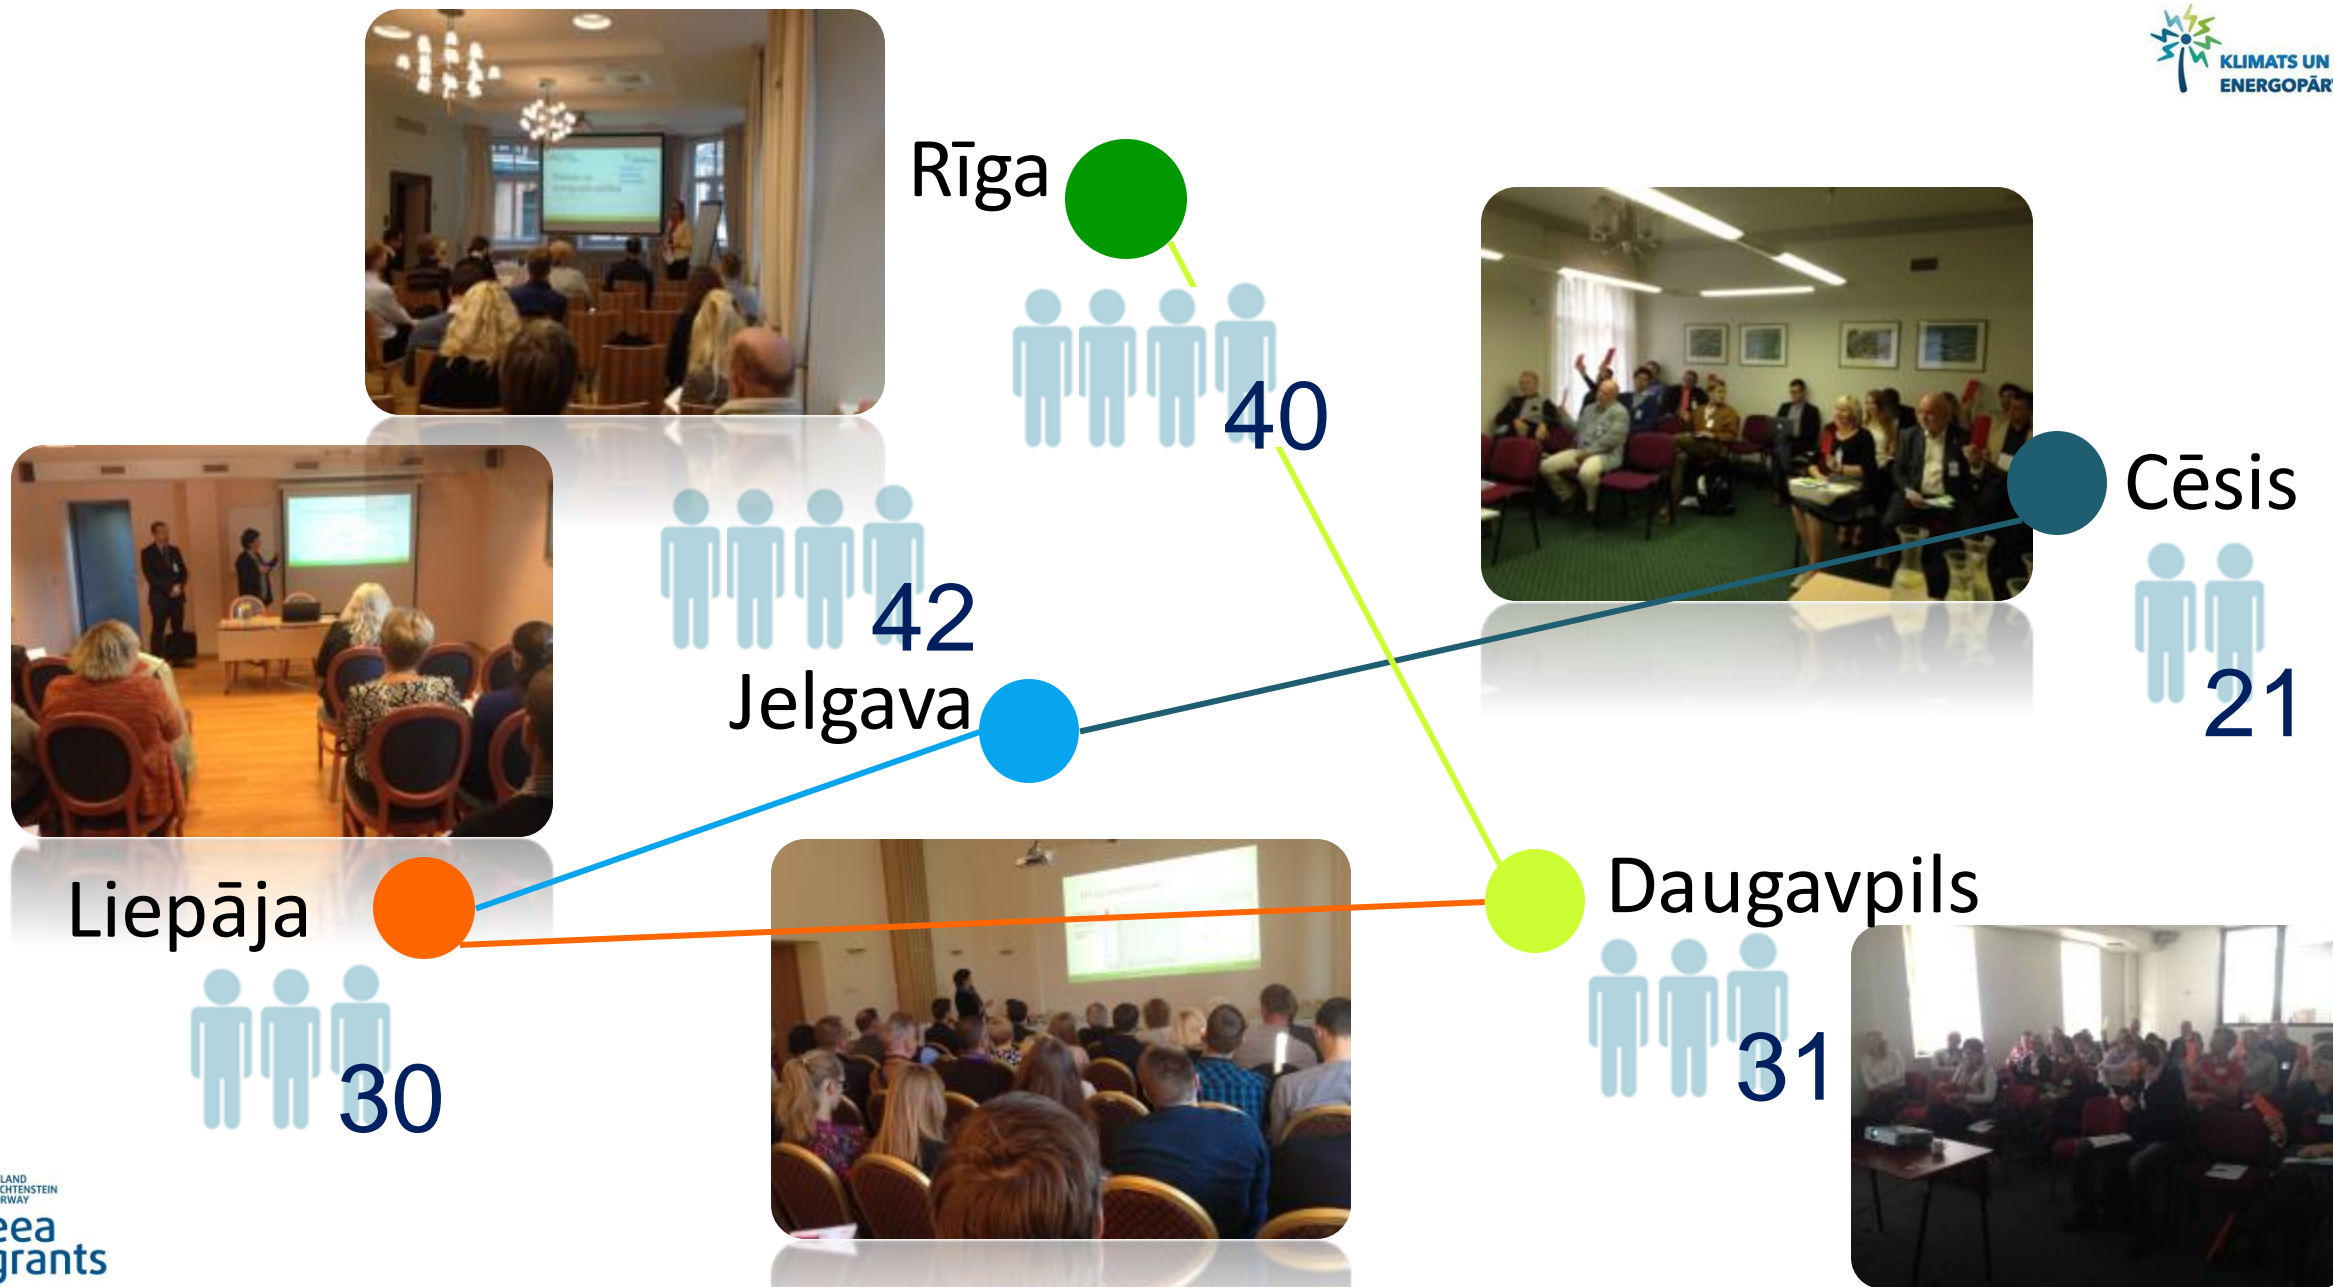 KLIMATS UN
Rīga
40
Cēsis
21
42
Jelgava
Liepāja
30
Daugavpils
31
eea
grants